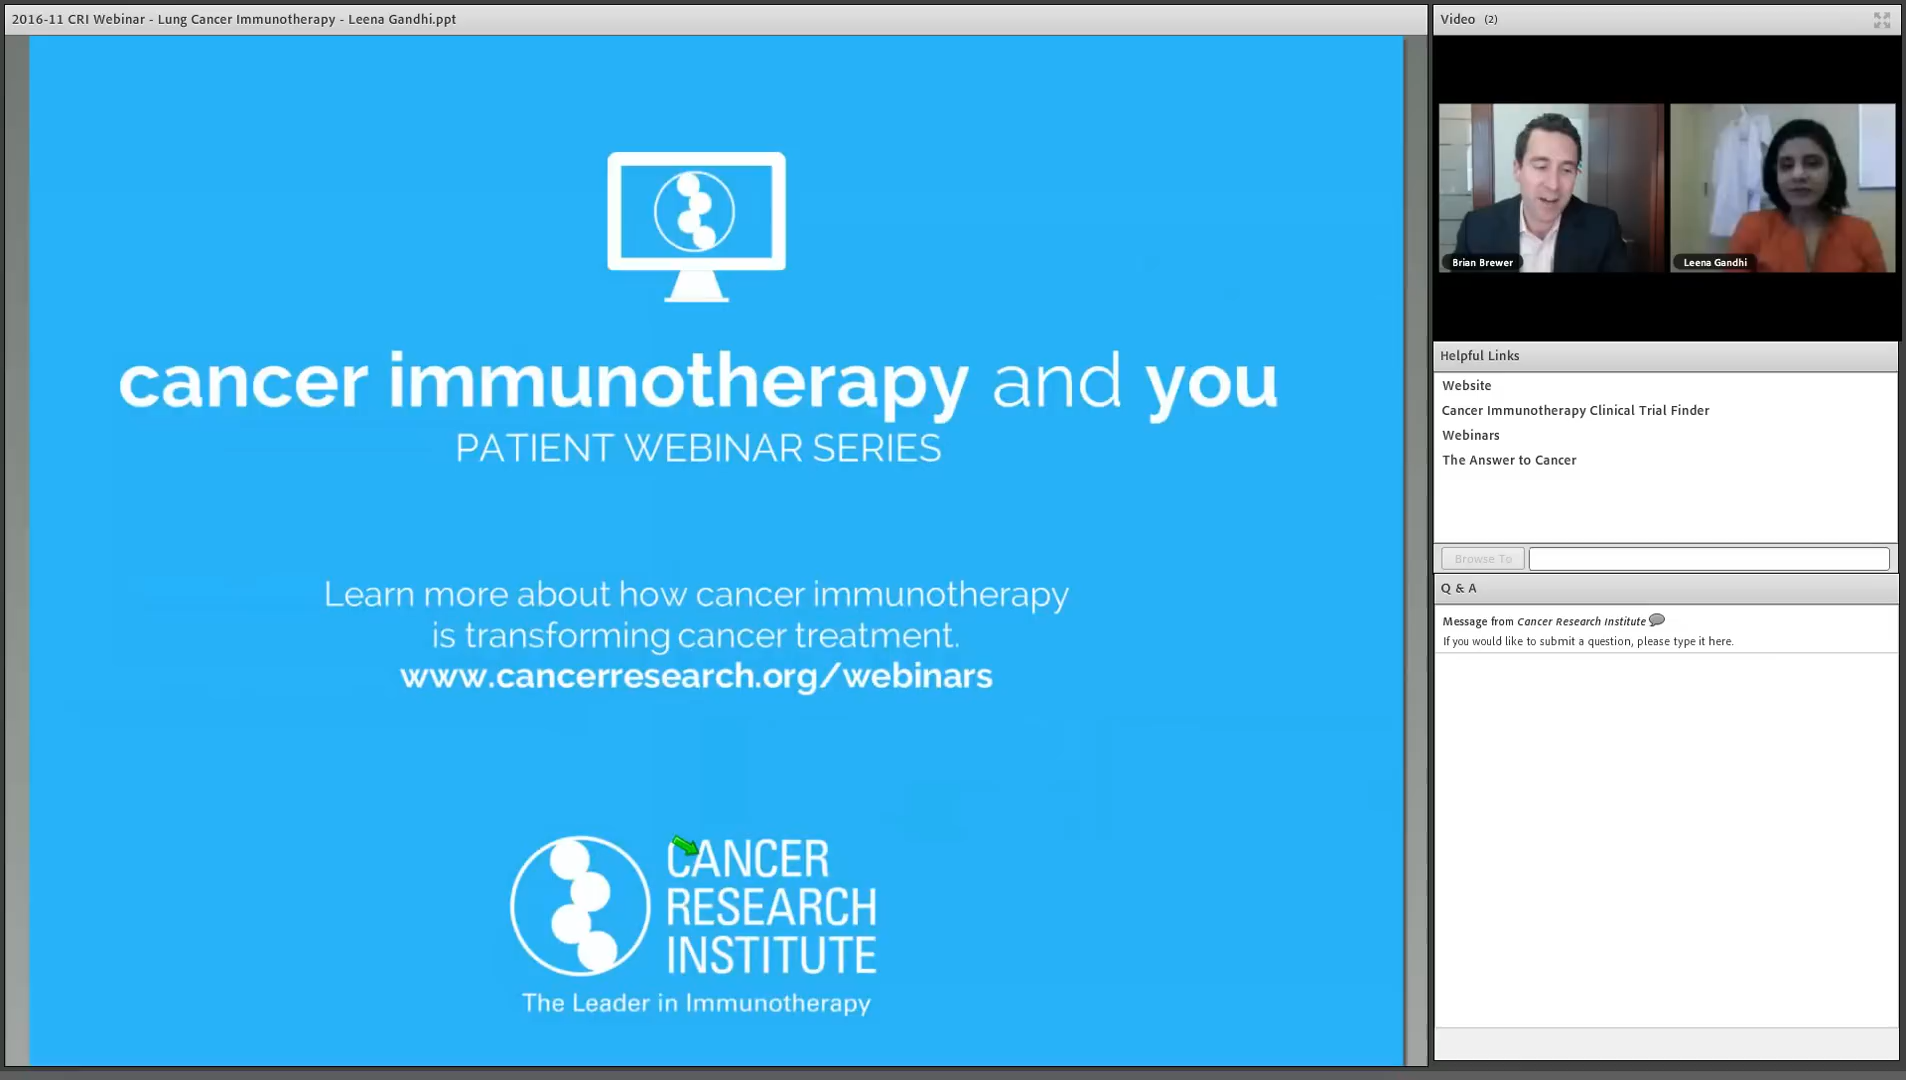 2016-11 CRI Webinar - Lung Cancer Immunotherapy - Leena Gandhi.ppt
cancer immunotherapy and you
PATIENT WEBINAR SERIES
Learn more about how cancer immunotherapy
is transforming cancer treatment.
www.cancerresearch.org/webinars
CANCER
RESEARCH
INSTITUTE
The Leader in Immunotherapy
Video (2)
Brian Brewer
Leena Gandhi
Helpful Links
Website
Cancer Immunotherapy Clinical Trial Finder
Webinars
The Answer to Cancer
Browse To
Q & A
Message from Cancer Research Institute
If you would like to submit a question, please type it here.